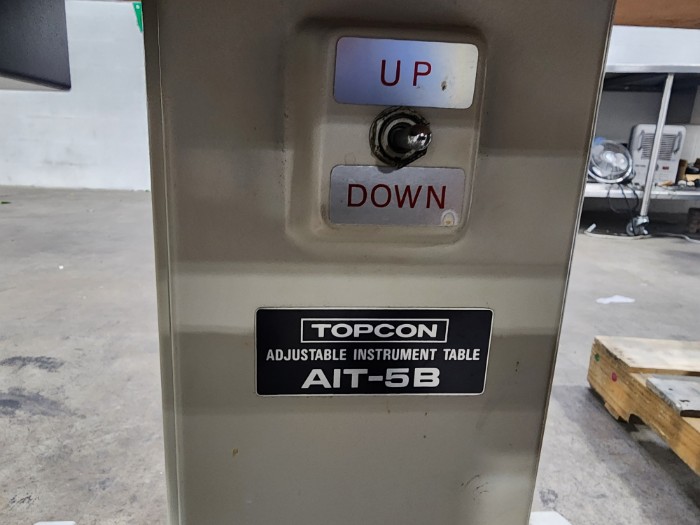 UP
DOWN
TOPCON
ADJUSTABLE INSTRUMENT TABLE
AIT-5B